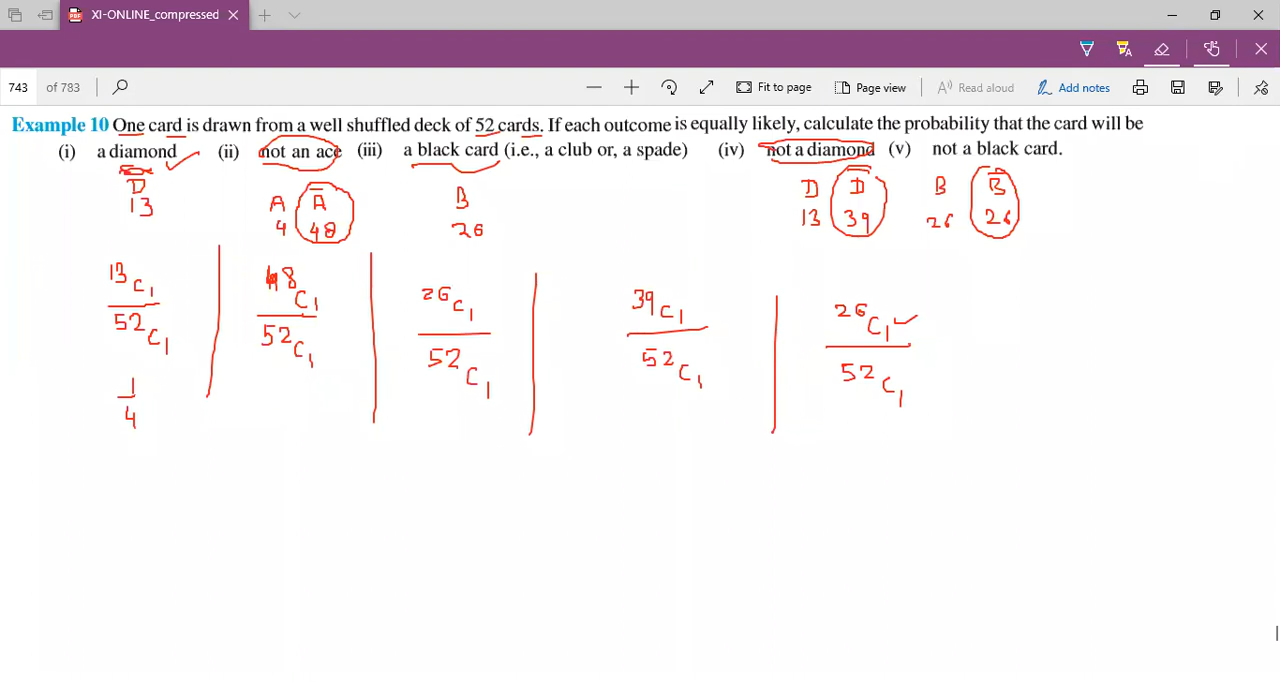 XI-ONLINE_compressed
743 of 783 Fit to page Page view Read aloud Add notes
Example 10 One card is drawn from a well shuffled deck of 52 cards. If each outcome is equally likely, calculate the probability that the card will be
(i) a diamond (ii) not an ace (iii) a black card (i.e., a club or, a spade) (iv) not a diamond (v) not a black card.
D A A̅ B D D̅ B B̅
13 4 48 26 13 39 26 26
13C1 48C1 26C1 39C1 26C1
52C1 52C1 52C1 52C1 52C1
1
4